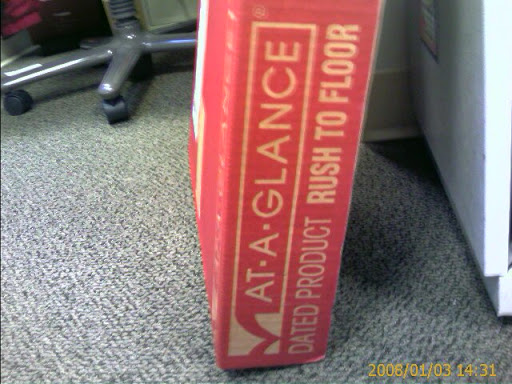 AT·A·GLANCE®
DATED PRODUCT RUSH TO FLOOR
2008/01/03 14:31